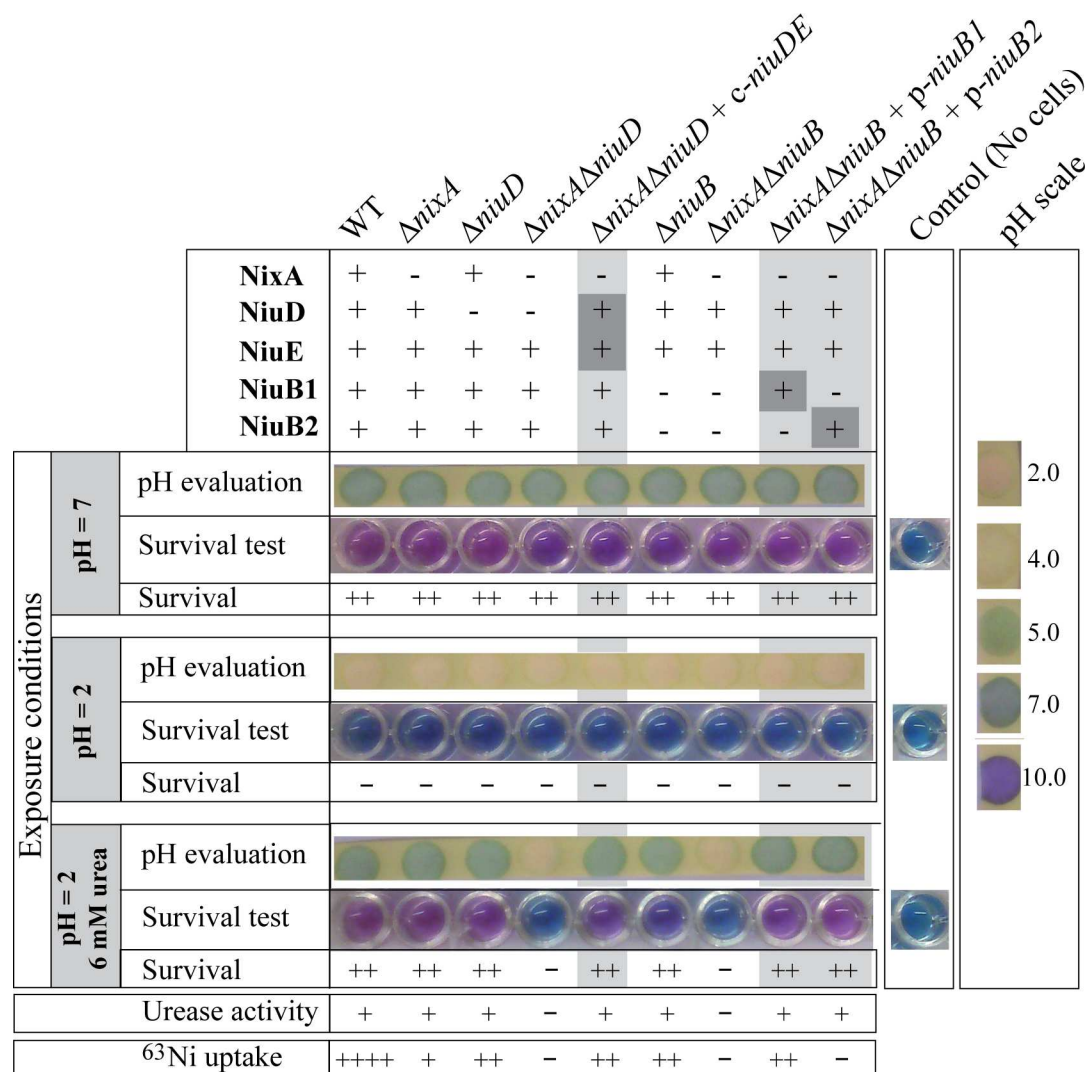 WT ΔnixA ΔniuD ΔnixAΔniuD ΔnixAΔniuD + c-niuDE ΔniuB ΔnixAΔniuB ΔnixAΔniuB + p-niuB1 ΔnixAΔniuB + p-niuB2 Control (No cells) pH scale
NixA + - + - - + - - -
NiuD + + - - + + + + +
NiuE + + + + + + + + +
NiuB1 + + + + + - - + -
NiuB2 + + + + + - - - +
Exposure conditions
pH = 7
pH evaluation
Survival test
Survival ++ ++ ++ ++ ++ ++ ++ ++ ++
pH = 2
pH evaluation
Survival test
Survival – – – – – – – – –
pH = 2
6 mM urea
pH evaluation
Survival test
Survival ++ ++ ++ – ++ ++ – ++ ++
Urease activity + + + – + + – + +
⁶³Ni uptake ++++ + ++ – ++ ++ – ++ –
2.0
4.0
5.0
7.0
10.0